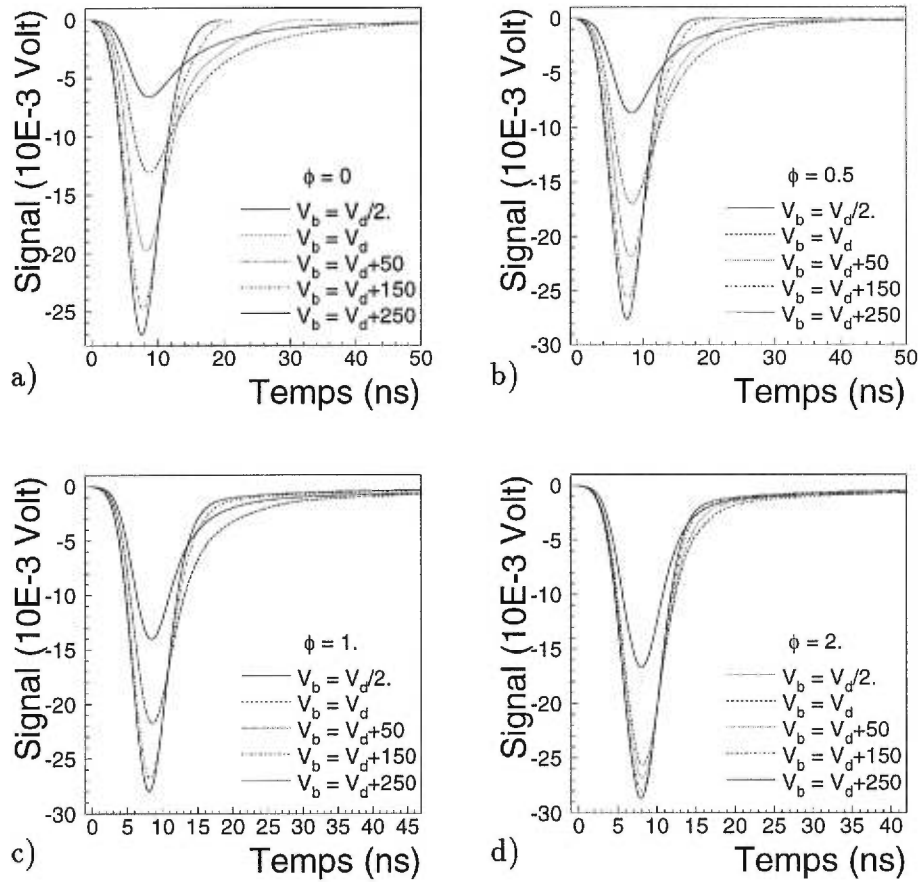 Signal (10E-3 Volt)
0
-5
-10
-15
-20
-25
ϕ = 0
V_b = V_d/2.
V_b = V_d
V_b = V_d+50
V_b = V_d+150
V_b = V_d+250
0 10 20 30 40 50
Temps (ns)
a)
Signal (10E-3 Volt)
0
-5
-10
-15
-20
-25
-30
ϕ = 0.5
V_b = V_d/2.
V_b = V_d
V_b = V_d+50
V_b = V_d+150
V_b = V_d+250
0 10 20 30 40 50
Temps (ns)
b)
Signal (10E-3 Volt)
0
-5
-10
-15
-20
-25
-30
ϕ = 1.
V_b = V_d/2.
V_b = V_d
V_b = V_d+50
V_b = V_d+150
V_b = V_d+250
0 5 10 15 20 25 30 35 40 45
Temps (ns)
c)
Signal (10E-3 Volt)
0
-5
-10
-15
-20
-25
-30
ϕ = 2.
V_b = V_d/2.
V_b = V_d
V_b = V_d+50
V_b = V_d+150
V_b = V_d+250
0 5 10 15 20 25 30 35 40
Temps (ns)
d)